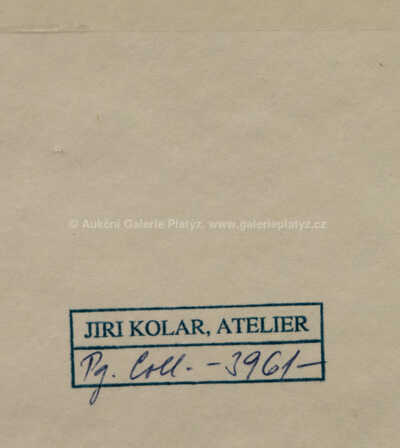 © Aukční Galerie Platýz, www.galerieplatyz.cz
JIRI KOLAR, ATELIER
Pg. Coll. - 3961 -